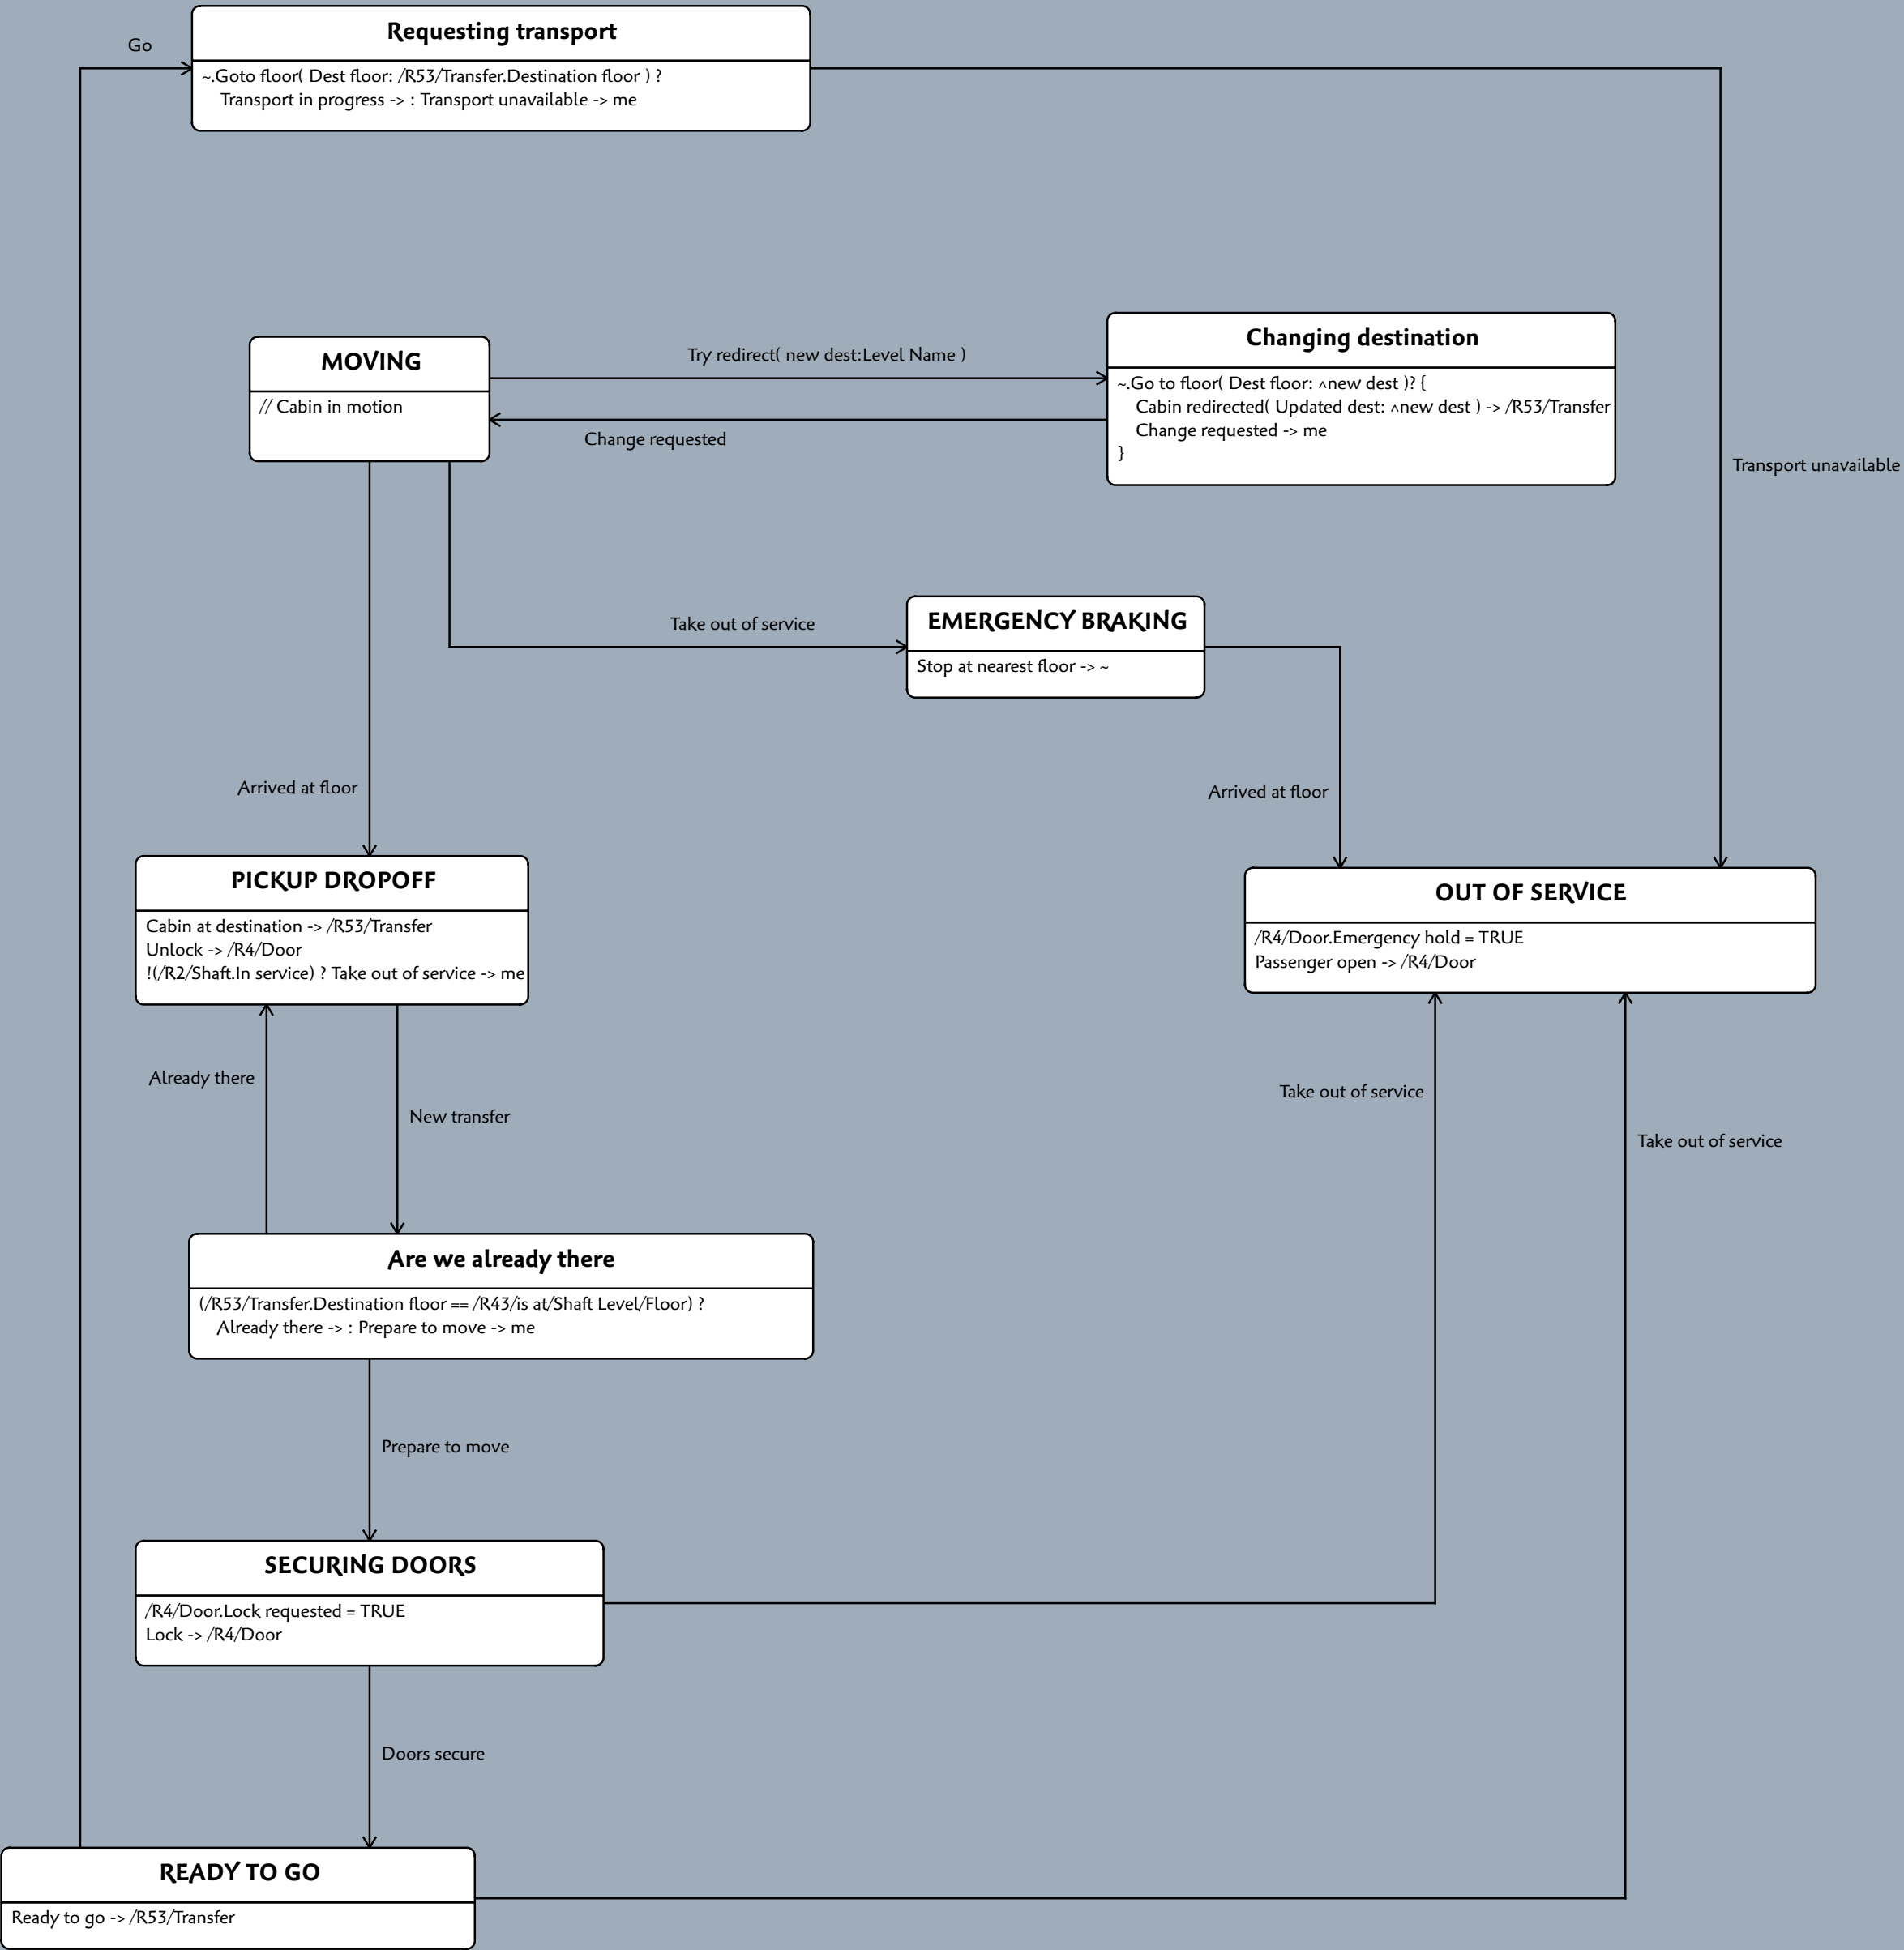 Requesting transport
Go
~.Goto floor( Dest floor: /R53/Transfer.Destination floor ) ?
Transport in progress -> : Transport unavailable -> me
Changing destination
MOVING
Try redirect( new dest:Level Name )
~.Go to floor( Dest floor: ^new dest )? {
// Cabin in motion
Cabin redirected( Updated dest: ^new dest ) -> /R53/Transfer
Change requested
Change requested -> me
}
Transport unavailable
EMERGENCY BRAKING
Take out of service
Stop at nearest floor -> ~
Arrived at floor
Arrived at floor
PICKUP DROPOFF
OUT OF SERVICE
Cabin at destination -> /R53/Transfer
Unlock -> /R4/Door
!(/R2/Shaft.In service) ? Take out of service -> me
/R4/Door.Emergency hold = TRUE
Passenger open -> /R4/Door
Already there
New transfer
Take out of service
Take out of service
Are we already there
(/R53/Transfer.Destination floor == /R43/is at/Shaft Level/Floor) ?
Already there -> : Prepare to move -> me
Prepare to move
SECURING DOORS
/R4/Door.Lock requested = TRUE
Lock -> /R4/Door
Doors secure
READY TO GO
Ready to go -> /R53/Transfer